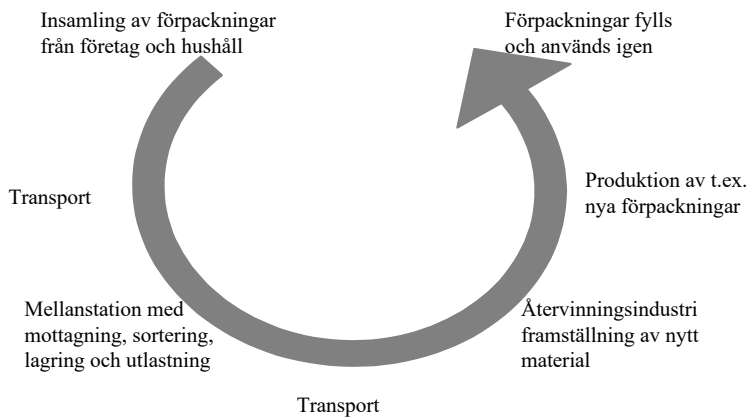 Insamling av förpackningar
från företag och hushåll
Förpackningar fylls
och används igen
Transport
Produktion av t.ex.
nya förpackningar
Mellanstation med
mottagning, sortering,
lagring och utlastning
Återvinningsindustri
framställning av nytt
material
Transport